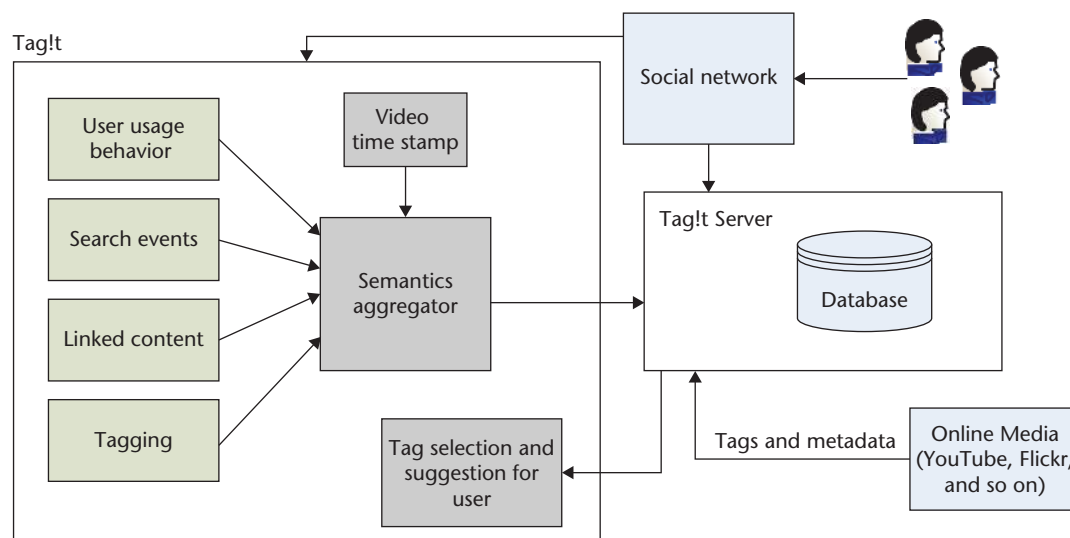 Tag!t
User usage
behavior
Search events
Linked content
Tagging
Video
time stamp
Semantics
aggregator
Tag selection and
suggestion for
user
Social network
Tag!t Server
Database
Tags and metadata
Online Media
(YouTube, Flickr,
and so on)